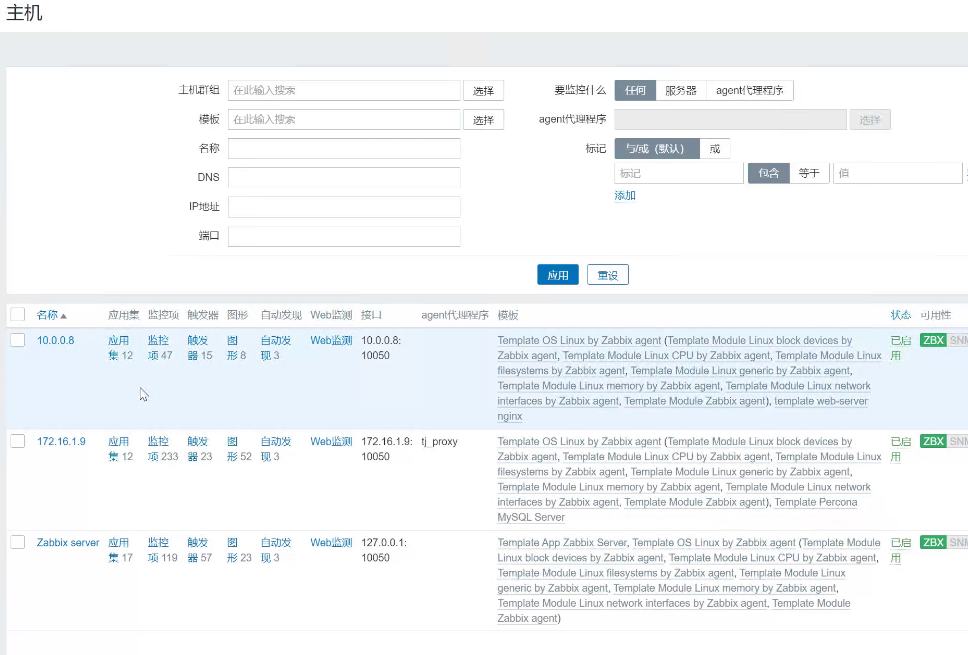 主机
主机群组 在此输入搜索 选择 要监控什么 任何 服务器 agent代理程序
模板 在此输入搜索 选择 agent代理程序 选择
名称 标记 与/或（默认） 或
标记 包含 等于 值
DNS 添加
IP地址
端口
应用 重设
名称▲ 应用集 监控项 触发器 图形 自动发现 Web监测 接口 agent代理程序 模板 状态 可用性
10.0.0.8 应用 监控 触发 图 自动发 Web监测 10.0.0.8: Template OS Linux by Zabbix agent (Template Module Linux block devices by 已启 ZBX SNM
集 12 项 47 器 15 形 8 现 3 10050 Zabbix agent, Template Module Linux CPU by Zabbix agent, Template Module Linux 用
filesystems by Zabbix agent, Template Module Linux generic by Zabbix agent,
Template Module Linux memory by Zabbix agent, Template Module Linux network
interfaces by Zabbix agent, Template Module Zabbix agent), template web-server
nginx
172.16.1.9 应用 监控 触发 图 自动发 Web监测 172.16.1.9: tj_proxy Template OS Linux by Zabbix agent (Template Module Linux block devices by 已启 ZBX SNM
集 12 项 233 器 23 形 52 现 3 10050 Zabbix agent, Template Module Linux CPU by Zabbix agent, Template Module Linux 用
filesystems by Zabbix agent, Template Module Linux generic by Zabbix agent,
Template Module Linux memory by Zabbix agent, Template Module Linux network
interfaces by Zabbix agent, Template Module Zabbix agent), Template Percona
MySQL Server
Zabbix server 应用 监控 触发 图 自动发 Web监测 127.0.0.1: Template App Zabbix Server, Template OS Linux by Zabbix agent (Template Module 已启 ZBX SNM
集 17 项 119 器 57 形 23 现 3 10050 Linux block devices by Zabbix agent, Template Module Linux CPU by Zabbix agent, 用
Template Module Linux filesystems by Zabbix agent, Template Module Linux
generic by Zabbix agent, Template Module Linux memory by Zabbix agent,
Template Module Linux network interfaces by Zabbix agent, Template Module
Zabbix agent)